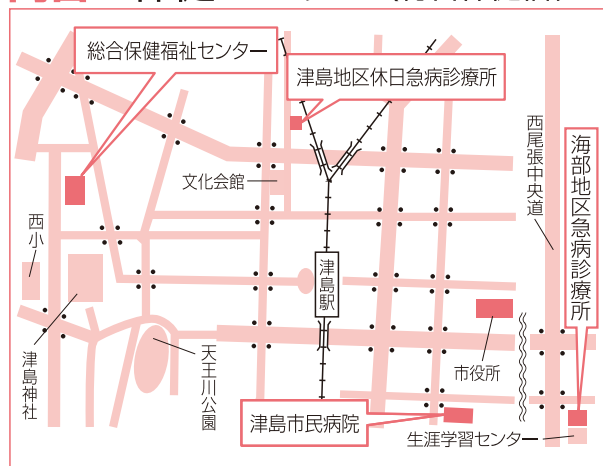 総合保健福祉センター
津島地区休日急病診療所
西尾張中央道
海部地区急病診療所
文化会館
西小
津島駅
津島神社
天王川公園
市役所
津島市民病院
生涯学習センター